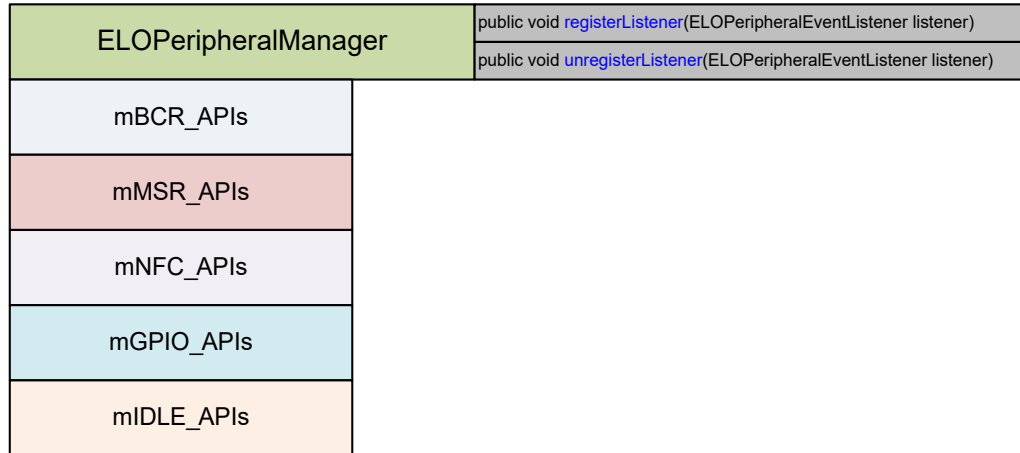 ELOPeripheralManager
public void registerListener(ELOPeripheralEventListener listener)
public void unregisterListener(ELOPeripheralEventListener listener)
mBCR_APIs
mMSR_APIs
mNFC_APIs
mGPIO_APIs
mIDLE_APIs